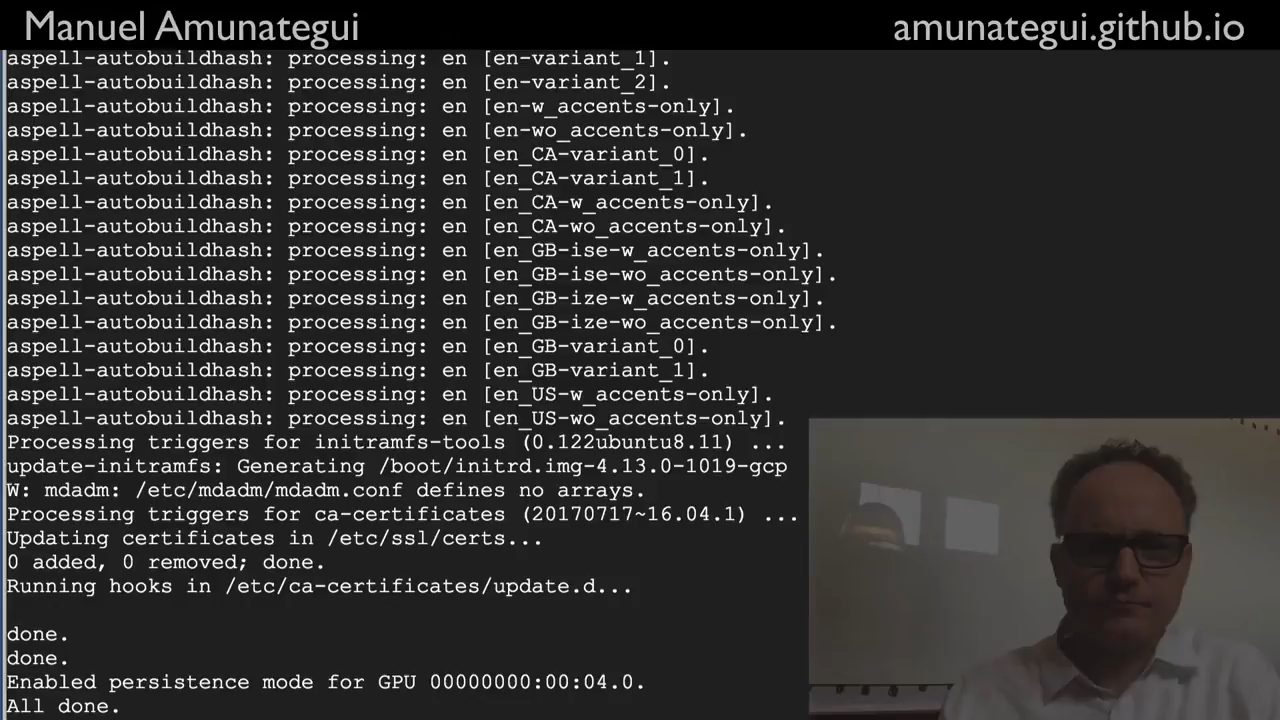 Manuel Amunategui
amunategui.github.io
aspell-autobuildhash: processing: en [en-variant_1].
aspell-autobuildhash: processing: en [en-variant_2].
aspell-autobuildhash: processing: en [en-w_accents-only].
aspell-autobuildhash: processing: en [en-wo_accents-only].
aspell-autobuildhash: processing: en [en_CA-variant_0].
aspell-autobuildhash: processing: en [en_CA-variant_1].
aspell-autobuildhash: processing: en [en_CA-w_accents-only].
aspell-autobuildhash: processing: en [en_CA-wo_accents-only].
aspell-autobuildhash: processing: en [en_GB-ise-w_accents-only].
aspell-autobuildhash: processing: en [en_GB-ise-wo_accents-only].
aspell-autobuildhash: processing: en [en_GB-ize-w_accents-only].
aspell-autobuildhash: processing: en [en_GB-ize-wo_accents-only].
aspell-autobuildhash: processing: en [en_GB-variant_0].
aspell-autobuildhash: processing: en [en_GB-variant_1].
aspell-autobuildhash: processing: en [en_US-w_accents-only].
aspell-autobuildhash: processing: en [en_US-wo_accents-only].
Processing triggers for initramfs-tools (0.122ubuntu8.11) ...
update-initramfs: Generating /boot/initrd.img-4.13.0-1019-gcp
W: mdadm: /etc/mdadm/mdadm.conf defines no arrays.
Processing triggers for ca-certificates (20170717~16.04.1) ...
Updating certificates in /etc/ssl/certs...
0 added, 0 removed; done.
Running hooks in /etc/ca-certificates/update.d...
done.
done.
Enabled persistence mode for GPU 00000000:00:04.0.
All done.